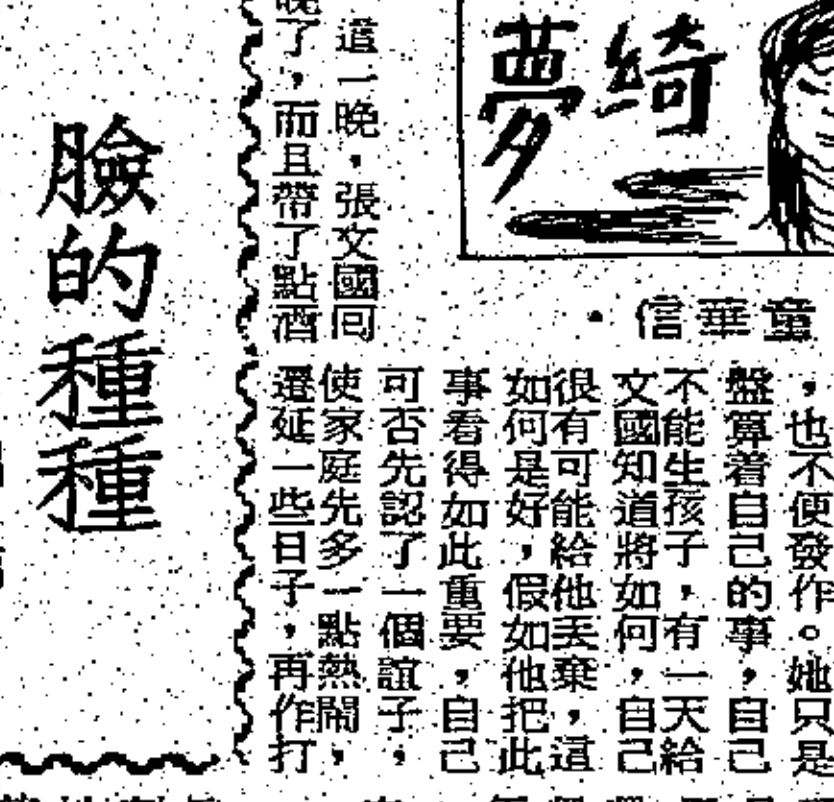 綺夢
童華信・
，也不便發作。她只是
盤算着自己的事，自己
不能生孩子，有一天給
文國知道將如何，自己
很有可能給他丟棄，這
如何是好，假如他把此
事看得如此重要，自己
可否先認了一個誼子，
使家庭先多一點熱鬧，
還延一些日子，再作打
這一晚，張文國回
晚了，而且帶了點酒
臉的種種